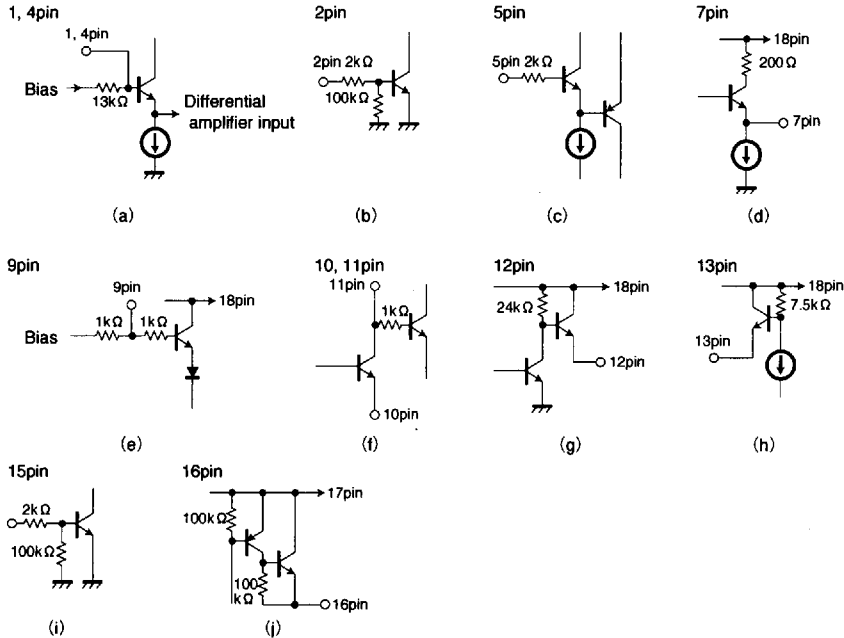 1, 4pin
1, 4pin
Bias
13kΩ
Differential
amplifier input
(a)
2pin
2pin 2kΩ
100kΩ
(b)
5pin
5pin 2kΩ
(c)
7pin
18pin
200Ω
7pin
(d)
9pin
9pin
18pin
1kΩ
1kΩ
Bias
(e)
10, 11pin
11pin
1kΩ
10pin
(f)
12pin
18pin
24kΩ
12pin
(g)
13pin
18pin
7.5kΩ
13pin
(h)
15pin
2kΩ
100kΩ
(i)
16pin
17pin
100kΩ
100
kΩ
16pin
(j)